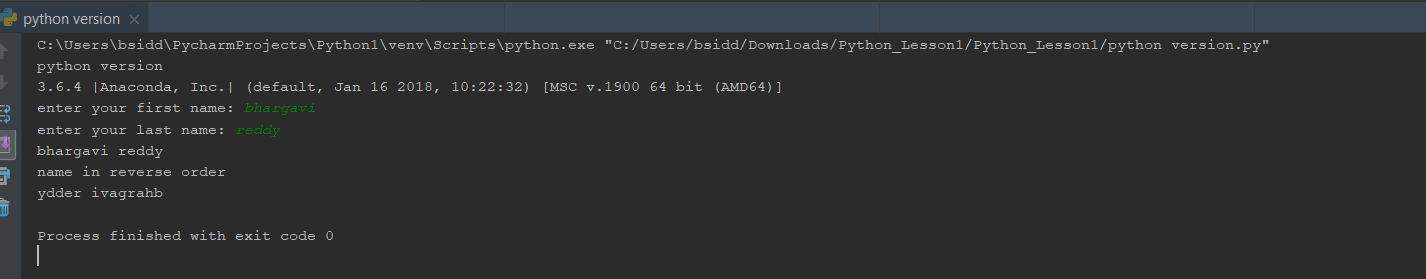 python version
C:\Users\bsidd\PycharmProjects\Python1\venv\Scripts\python.exe "C:/Users/bsidd/Downloads/Python_Lesson1/Python_Lesson1/python version.py"
python version
3.6.4 |Anaconda, Inc.| (default, Jan 16 2018, 10:22:32) [MSC v.1900 64 bit (AMD64)]
enter your first name: bhargavi
enter your last name: reddy
bhargavi reddy
name in reverse order
ydder ivagrahb
Process finished with exit code 0